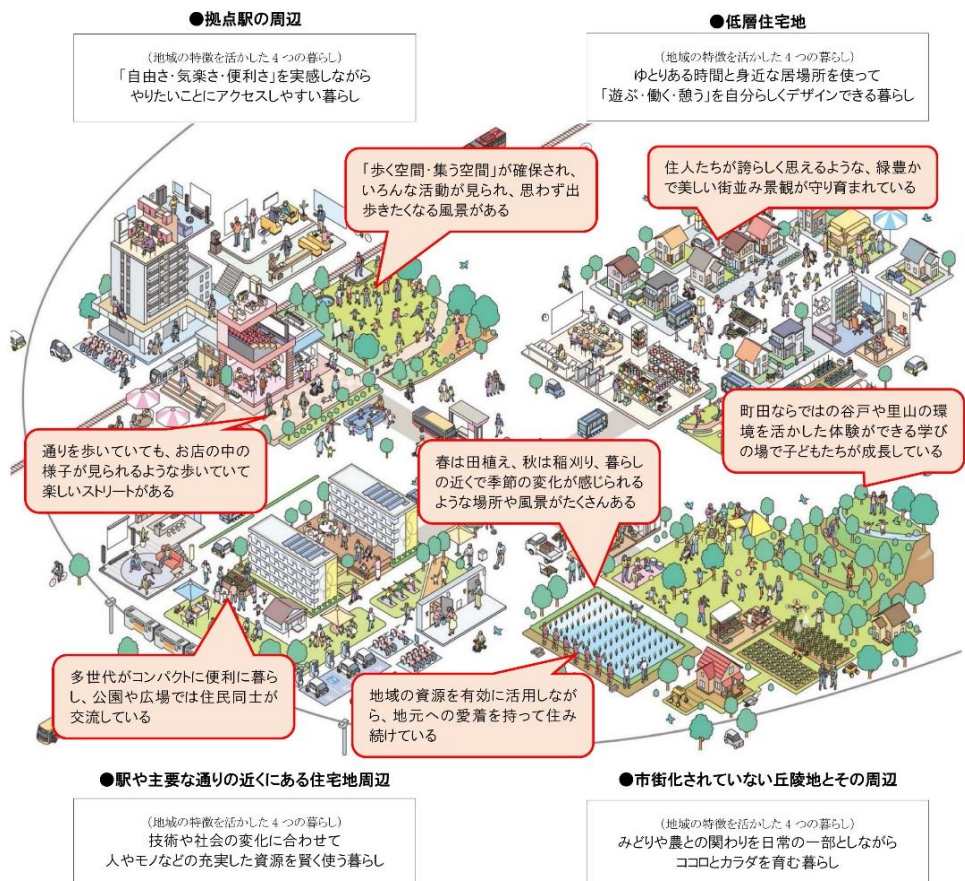 ●拠点駅の周辺
(地域の特徴を活かした4つの暮らし)
「自由さ・気楽さ・便利さ」を実感しながら
やりたいことにアクセスしやすい暮らし
●低層住宅地
(地域の特徴を活かした4つの暮らし)
ゆとりある時間と身近な居場所を使って
「遊ぶ・働く・憩う」を自分らしくデザインできる暮らし
「歩く空間・集う空間」が確保され、
いろんな活動が見られ、思わず出
歩きたくなる風景がある
住人たちが誇らしく思えるような、緑豊か
で美しい街並み景観が守り育まれている
通りを歩いていても、お店の中の
様子が見られるような歩いていて
楽しいストリートがある
春は田植え、秋は稲刈り、暮らし
の近くで季節の変化が感じられる
ような場所や風景がたくさんある
町田ならではの谷戸や里山の環
境を活かした体験ができる学び
の場で子どもたちが成長している
多世代がコンパクトに便利に暮ら
し、公園や広場では住民同士が
交流している
地域の資源を有効に活用しなが
ら、地元への愛着を持って住み
続けている
●駅や主要な通りの近くにある住宅地周辺
(地域の特徴を活かした4つの暮らし)
技術や社会の変化に合わせて
人やモノなどの充実した資源を賢く使う暮らし
●市街化されていない丘陵地とその周辺
(地域の特徴を活かした4つの暮らし)
みどりや農との関わりを日常の一部としながら
ココロとカラダを育む暮らし